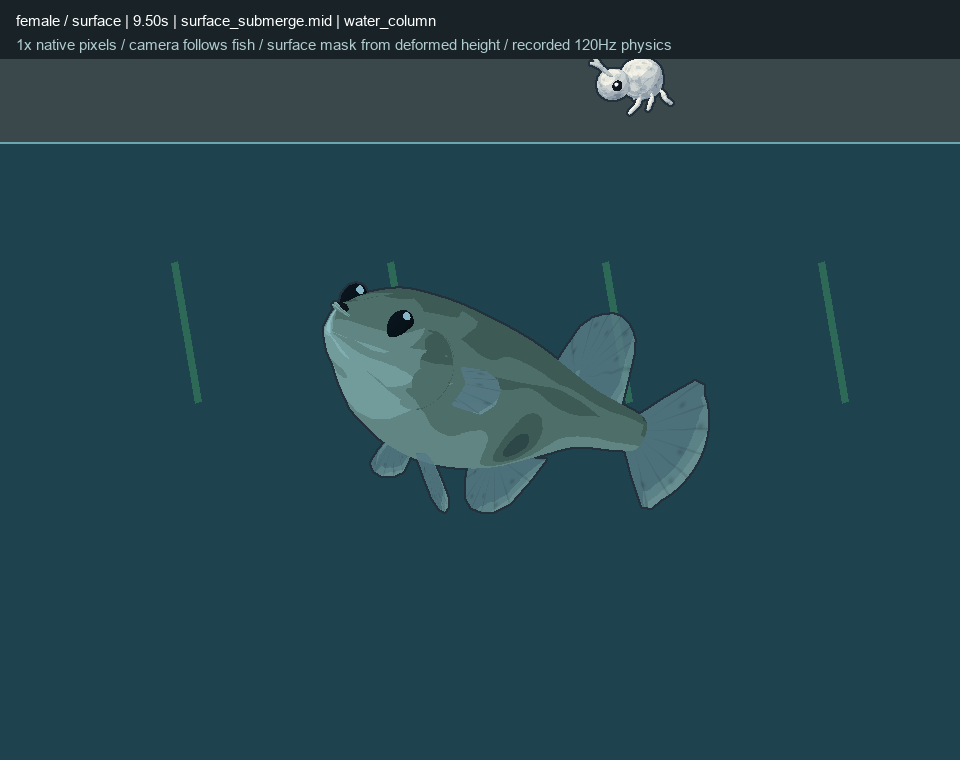 female / surface | 9.50s | surface_submerge.mid | water_column
1x native pixels / camera follows fish / surface mask from deformed height / recorded 120Hz physics